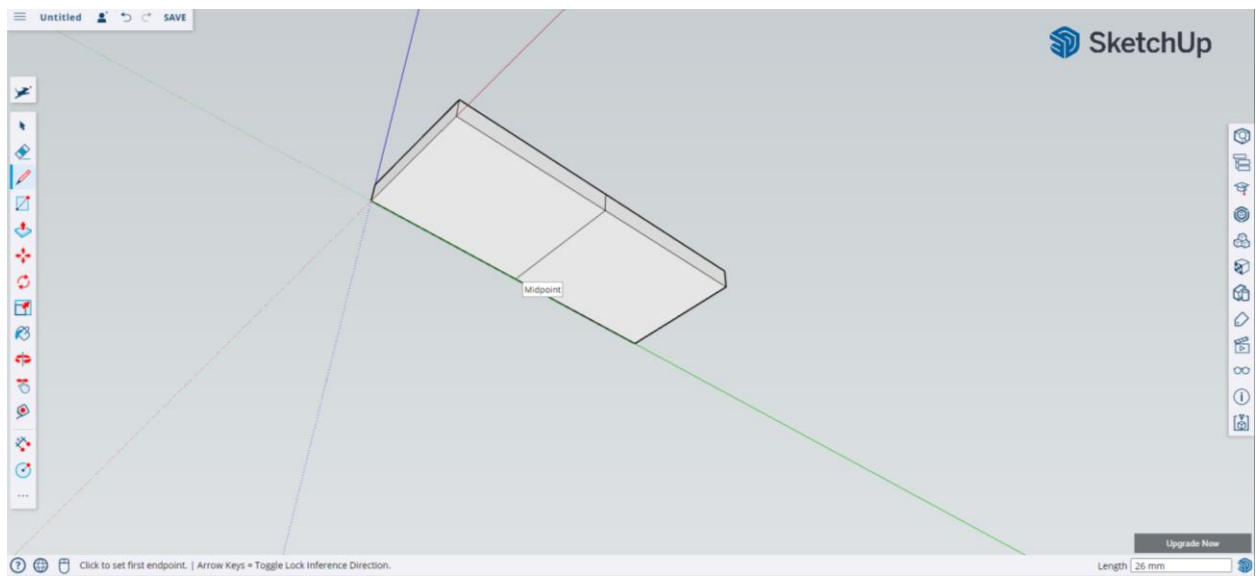 Untitled SAVE
SketchUp
Midpoint
Upgrade Now
Click to set first endpoint. | Arrow Keys = Toggle Lock Inference Direction.
Length 26 mm